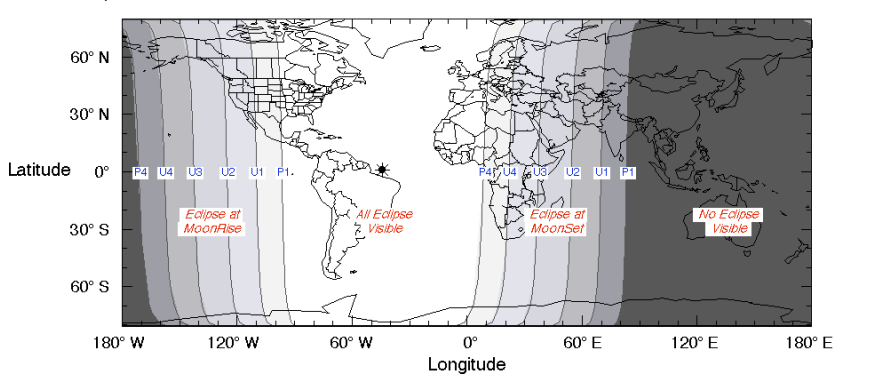 60° N
30° N
Latitude
0°
P4 U4 U3 U2 U1 P1
P4 U4 U3 U2 U1 P1
Eclipse at
MoonRise
All Eclipse
Visible
Eclipse at
MoonSet
No Eclipse
Visible
30° S
60° S
180° W 120° W 60° W 0° 60° E 120° E 180° E
Longitude